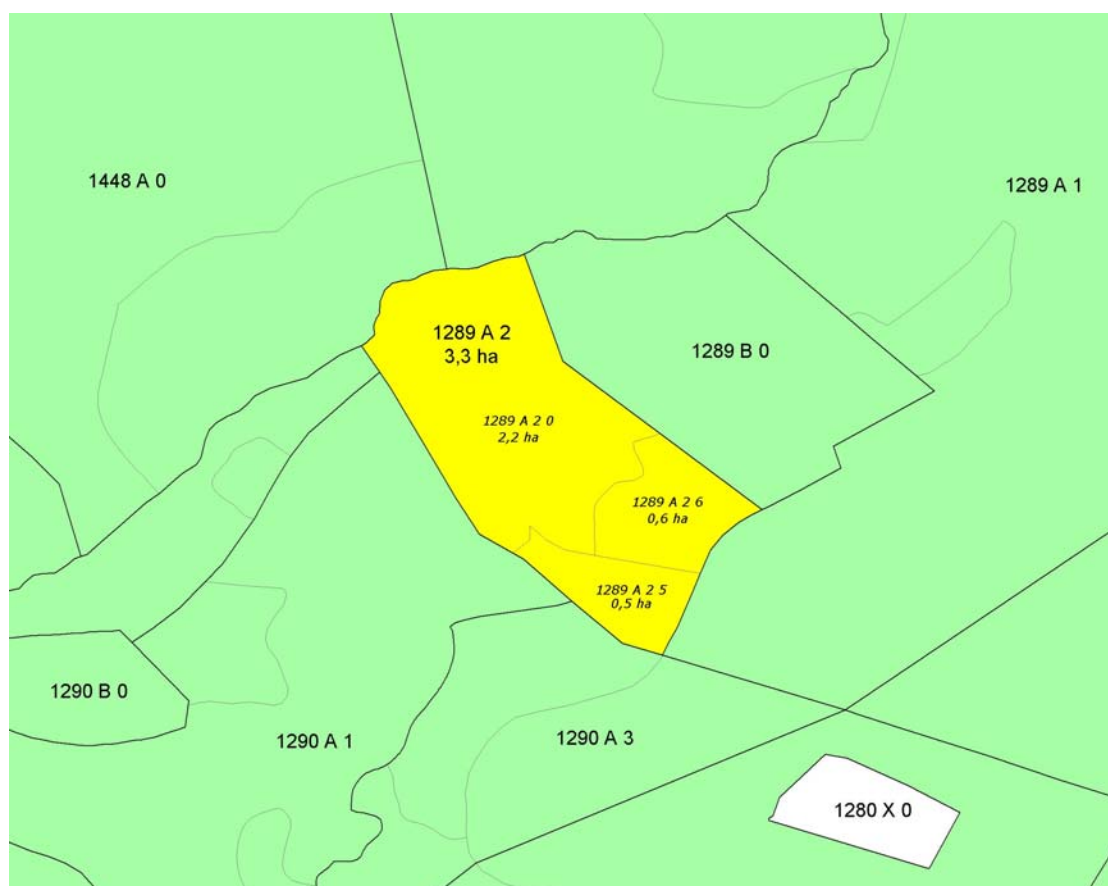 1448 A 0
1289 A 1
1289 A 2
3,3 ha
1289 B 0
1289 A 2 0
2,2 ha
1289 A 2 6
0,6 ha
1289 A 2 5
0,5 ha
1290 B 0
1290 A 1
1290 A 3
1280 X 0